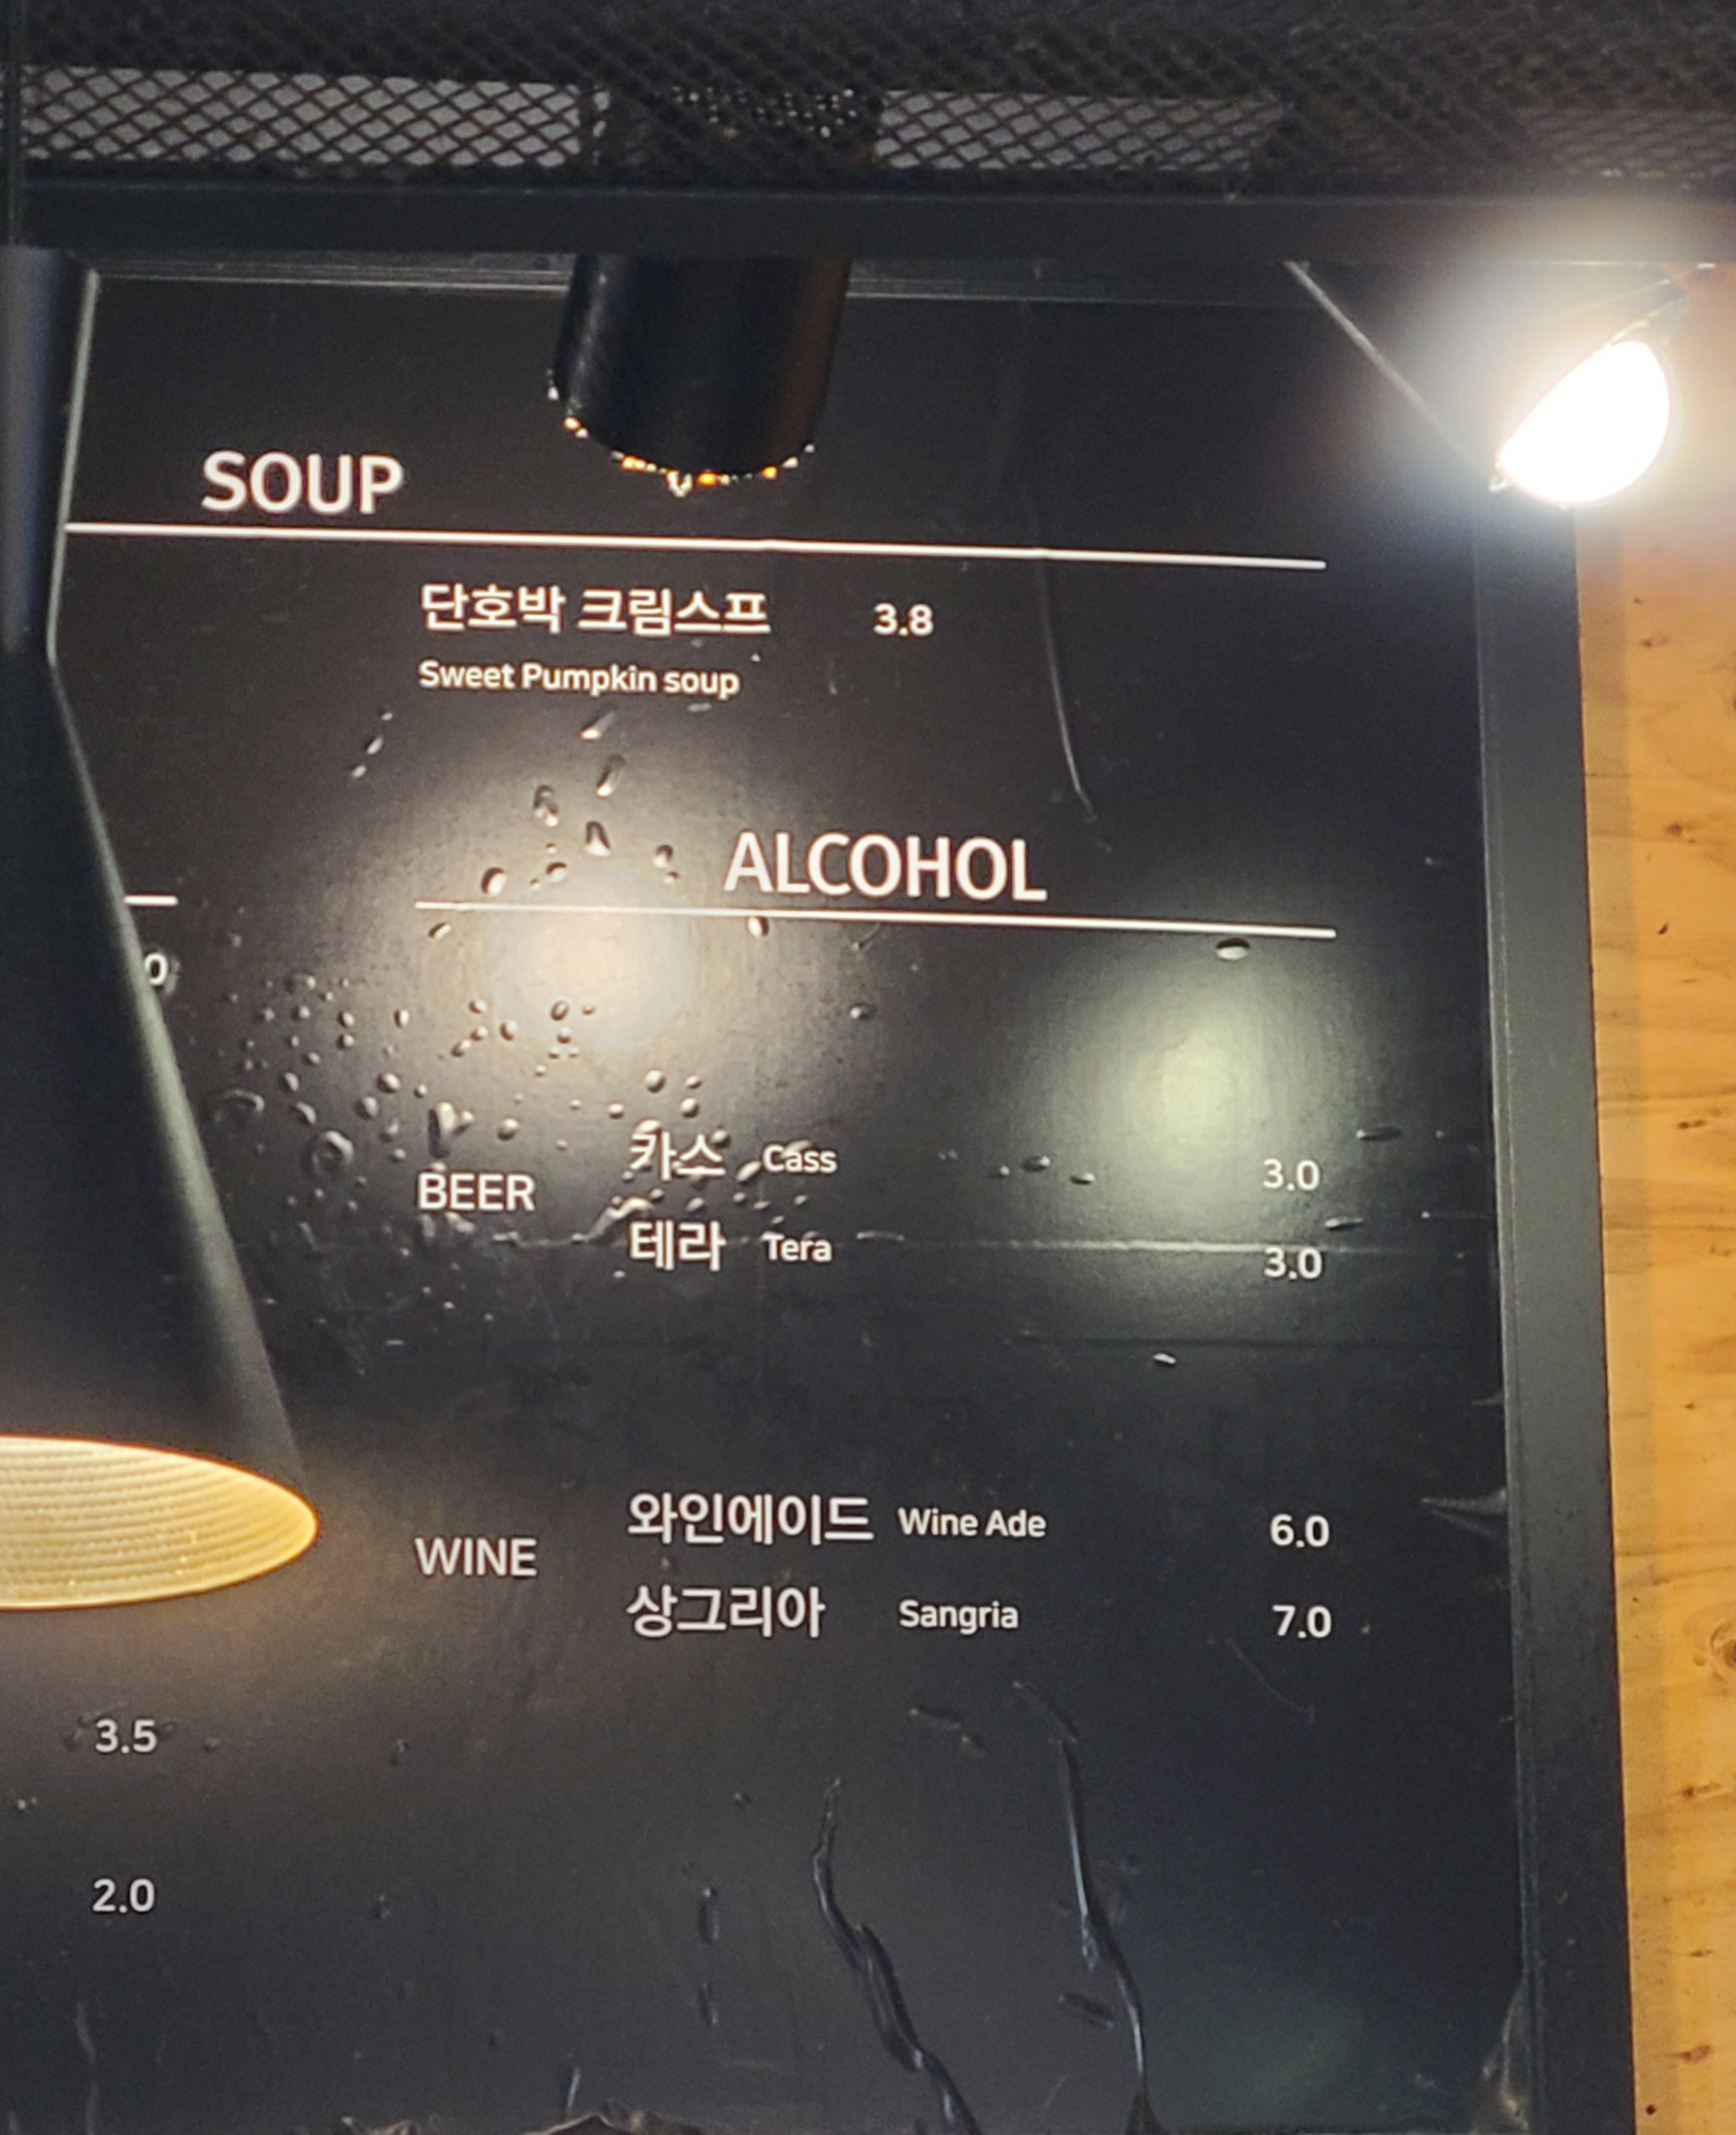 SOUP
단호박 크림스프 3.8
Sweet Pumpkin soup
ALCOHOL
0
BEER
카스 Cass 3.0
테라 Tera 3.0
WINE
와인에이드 Wine Ade 6.0
상그리아 Sangria 7.0
3.5
2.0